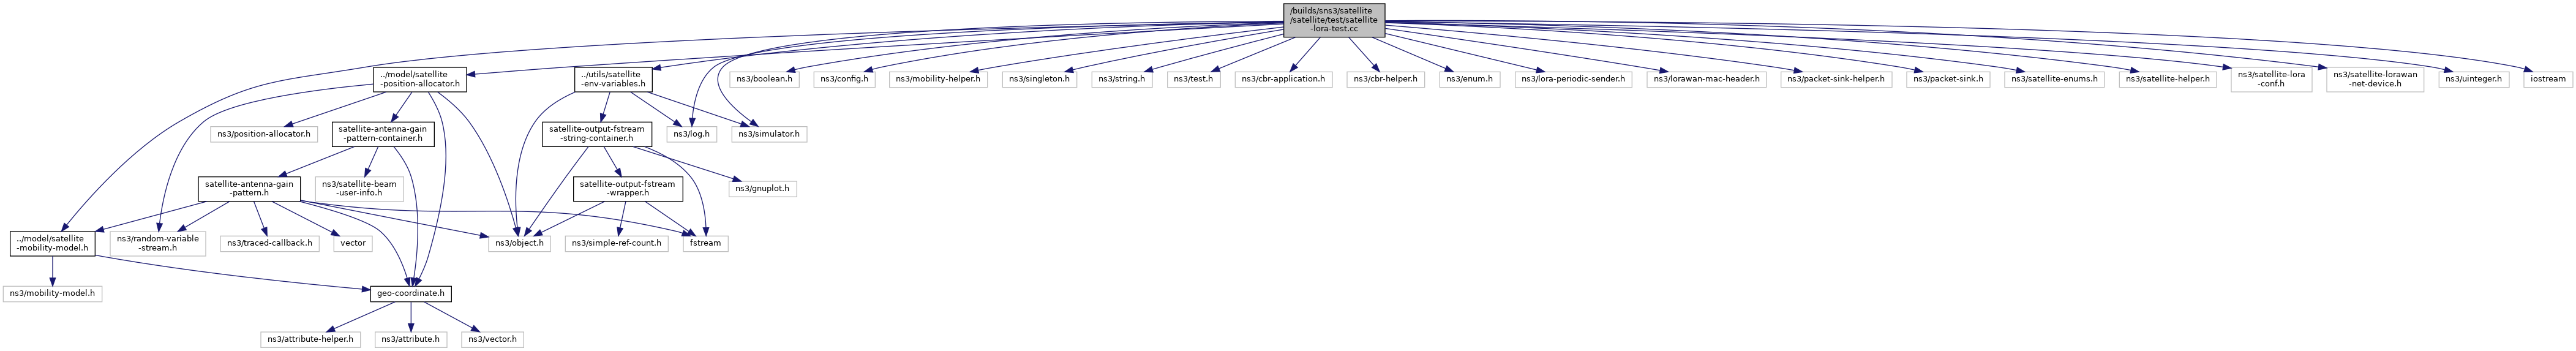 /builds/sns3/satellite
/satellite/test/satellite
-lora-test.cc
../model/satellite
-position-allocator.h
../utils/satellite
-env-variables.h
ns3/boolean.h
ns3/config.h
ns3/mobility-helper.h
ns3/singleton.h
ns3/string.h
ns3/test.h
ns3/cbr-application.h
ns3/cbr-helper.h
ns3/enum.h
ns3/lora-periodic-sender.h
ns3/lorawan-mac-header.h
ns3/packet-sink-helper.h
ns3/packet-sink.h
ns3/satellite-enums.h
ns3/satellite-helper.h
ns3/satellite-lora
-conf.h
ns3/satellite-lorawan
-net-device.h
ns3/uinteger.h
iostream
ns3/position-allocator.h
satellite-antenna-gain
-pattern-container.h
satellite-output-fstream
-string-container.h
ns3/log.h
ns3/simulator.h
satellite-antenna-gain
-pattern.h
ns3/satellite-beam
-user-info.h
satellite-output-fstream
-wrapper.h
ns3/gnuplot.h
../model/satellite
-mobility-model.h
ns3/random-variable
-stream.h
ns3/traced-callback.h
vector
ns3/object.h
ns3/simple-ref-count.h
fstream
ns3/mobility-model.h
geo-coordinate.h
ns3/attribute-helper.h
ns3/attribute.h
ns3/vector.h